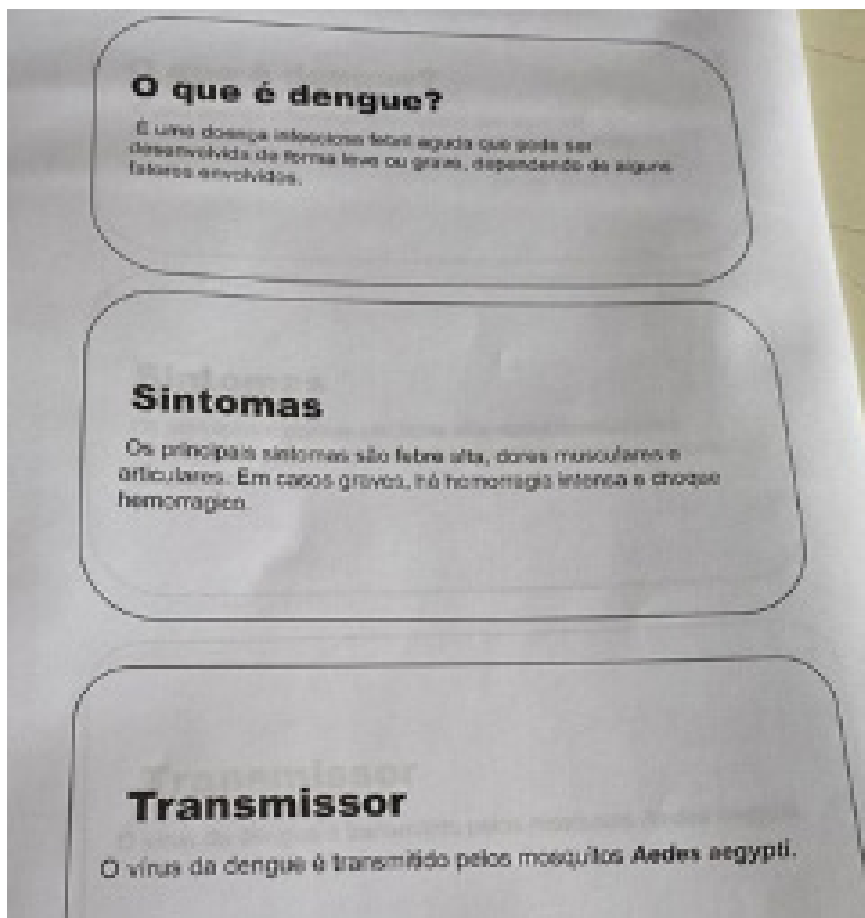 O que é dengue?
É uma doença infecciosa febril aguda que pode ser
desenvolvida de forma leve ou grave, dependendo de alguns
fatores envolvidos.
Sintomas
Os principais sintomas são febre alta, dores musculares e
articulares. Em casos graves, há hemorragia intensa e choque
hemorragico.
Transmissor
O vírus da dengue é transmitido pelos mosquitos Aedes aegypti.